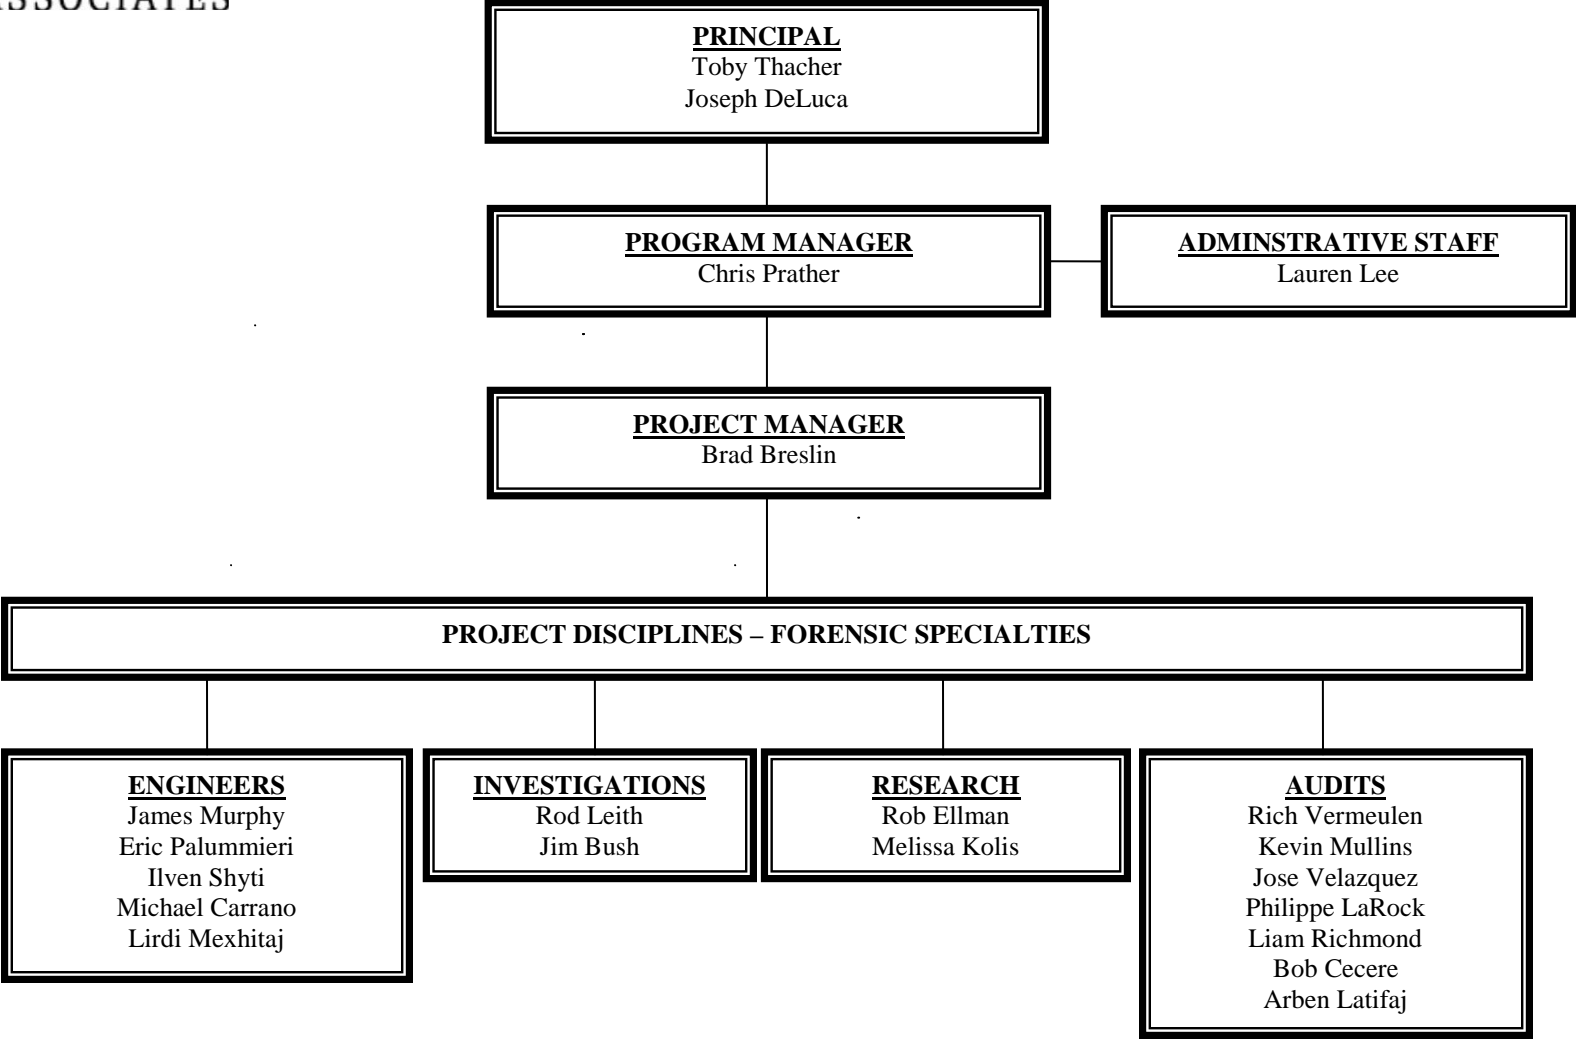 ASSOCIATES
PRINCIPAL
Toby Thacher
Joseph DeLuca
PROGRAM MANAGER
Chris Prather
ADMINSTRATIVE STAFF
Lauren Lee
PROJECT MANAGER
Brad Breslin
PROJECT DISCIPLINES – FORENSIC SPECIALTIES
ENGINEERS
James Murphy
Eric Palummieri
Ilven Shyti
Michael Carrano
Lirdi Mexhitaj
INVESTIGATIONS
Rod Leith
Jim Bush
RESEARCH
Rob Ellman
Melissa Kolis
AUDITS
Rich Vermeulen
Kevin Mullins
Jose Velazquez
Philippe LaRock
Liam Richmond
Bob Cecere
Arben Latifaj